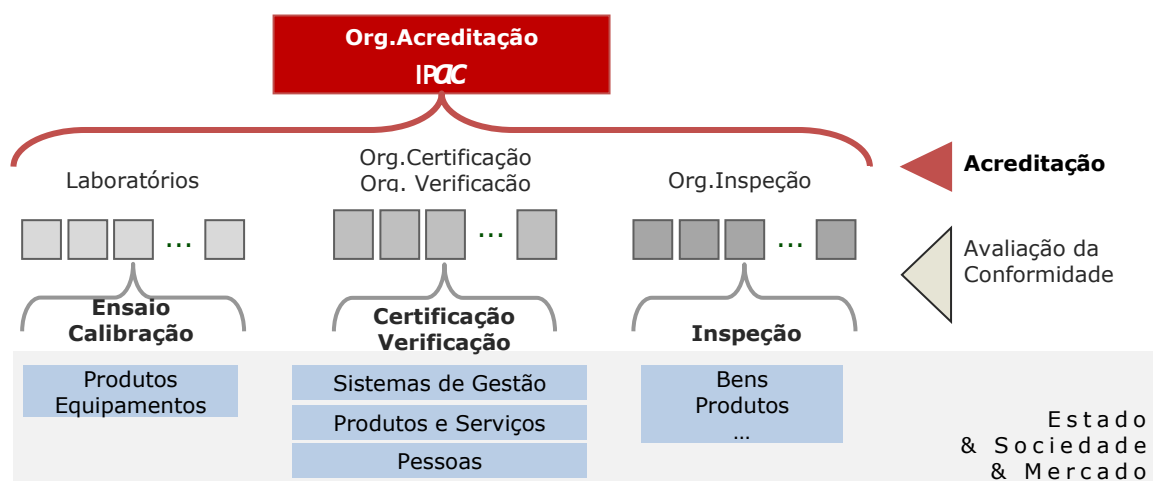 Org.Acreditação
IPac
Org.Certificação
Org. Verificação
Laboratórios
Org.Inspeção
Acreditação
...
...
...
Avaliação da
Conformidade
Ensaio
Calibração
Certificação
Verificação
Inspeção
Produtos
Equipamentos
Sistemas de Gestão
Produtos e Serviços
Pessoas
Bens
Produtos
…
Estado
& Sociedade
& Mercado